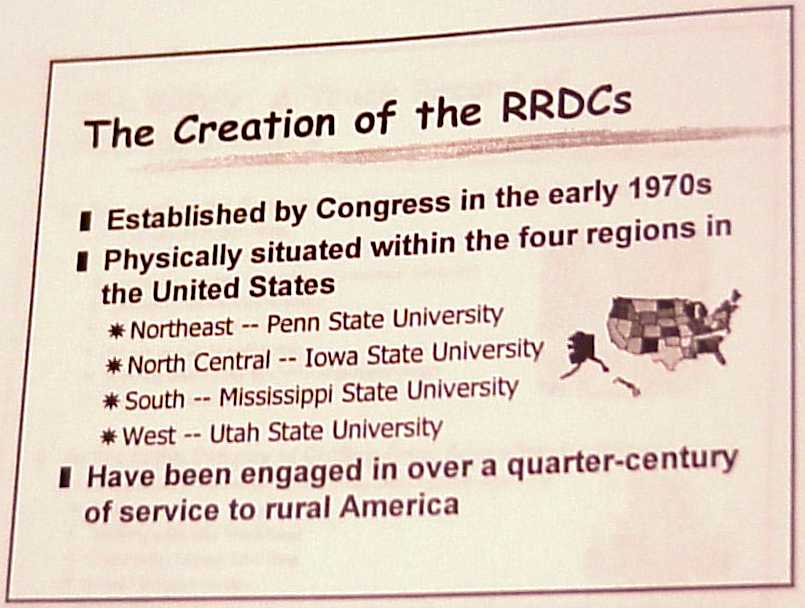 The Creation of the RRDCs
Established by Congress in the early 1970s
Physically situated within the four regions in
the United States
Northeast -- Penn State University
North Central -- Iowa State University
South -- Mississippi State University
West -- Utah State University
Have been engaged in over a quarter-century
of service to rural America